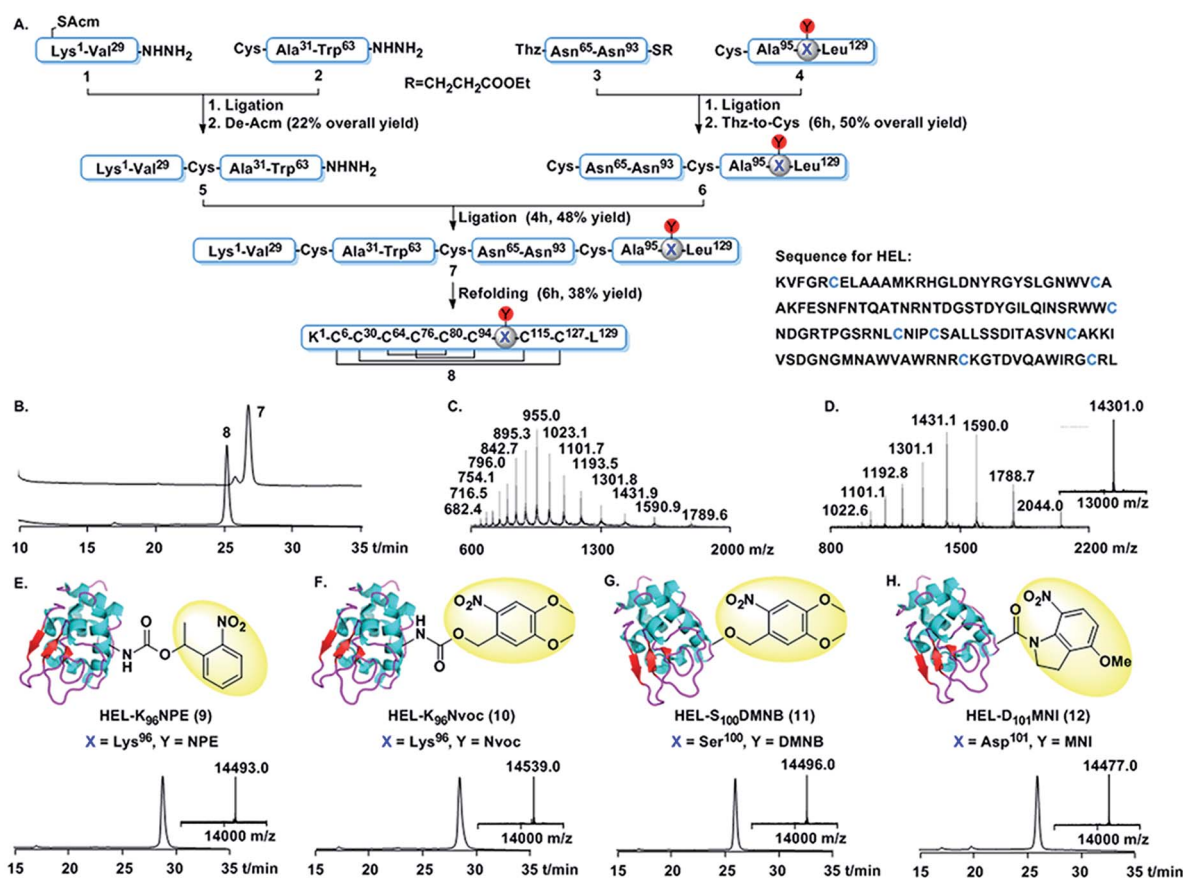 A.
SAcm
Lys1-Val29-NHNH2
1
Cys-Ala31-Trp63-NHNH2
2
R=CH2CH2COOEt
Thz-Asn65-Asn93-SR
3
Y
Cys-Ala95-X-Leu129
4
1. Ligation
2. De-Acm (22% overall yield)
1. Ligation
2. Thz-to-Cys (6h, 50% overall yield)
Y
Lys1-Val29-Cys-Ala31-Trp63-NHNH2
5
Cys-Asn65-Asn93-Cys-Ala95-X-Leu129
6
Ligation (4h, 48% yield)
Y
Lys1-Val29-Cys-Ala31-Trp63-Cys-Asn65-Asn93-Cys-Ala95-X-Leu129
7
Refolding (6h, 38% yield)
Y
K1-C6-C30-C64-C76-C80-C94-X-C115-C127-L129
8
Sequence for HEL:
KVFGRCELAAAMKRHGLDNYRGYSLGNWVCA
AKFESNFNTQATNRNTDGSTDYGILQINSRWWC
NDGRTPGSRNLCNIPCSALLSSDITASVNCAKKI
VSDGNGMNAWVAWRNRCKGTDVQAWIRGCRL
B.
7
8
10 15 20 25 30 35 t/min
C.
955.0
895.3
1023.1
842.7
1101.7
796.0
1193.5
754.1
1301.8
716.5
1431.9
682.4
1590.9
1789.6
600 1300 2000 m/z
D.
14301.0
1431.1
1590.0
1301.1
1192.8
1788.7
1101.1
2044.0
1022.6
13000 m/z
800 1500 2200 m/z
E.
NO2
O
N
H
O
HEL-K96NPE (9)
X = Lys96, Y = NPE
14493.0
14000 m/z
15 20 25 30 35 t/min
F.
NO2
O
H
N
O
O
O
HEL-K96Nvoc (10)
X = Lys96, Y = Nvoc
14539.0
14000 m/z
15 20 25 30 35 t/min
G.
NO2
O
O
O
HEL-S100DMNB (11)
X = Ser100, Y = DMNB
14496.0
14000 m/z
15 20 25 30 35 t/min
H.
NO2
O
N
OMe
HEL-D101MNI (12)
X = Asp101, Y = MNI
14477.0
14000 m/z
15 20 25 30 35 t/min